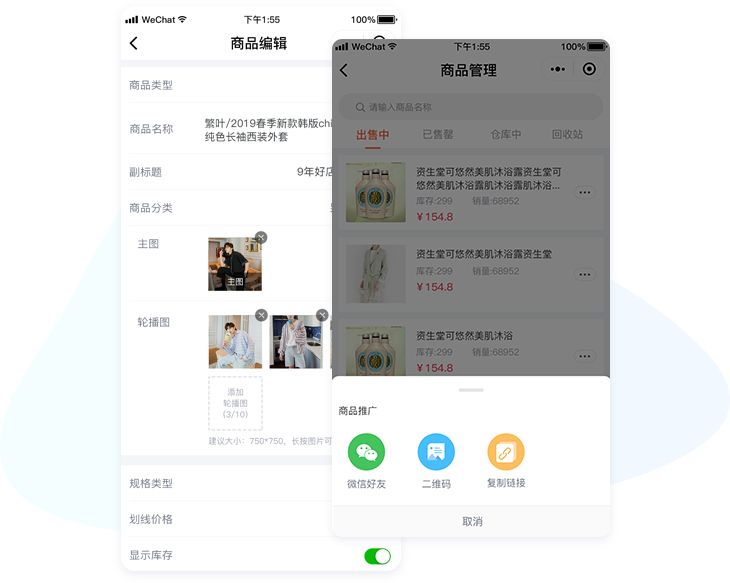 WeChat
下午1:55
100%
商品编辑
商品类型
商品名称
繁叶/2019春季新款韩版chi
纯色长袖西装外套
副标题
9年好店
商品分类
主图
主图
轮播图
添加
轮播图
(3/10)
建议大小：750*750，长按图片可
规格类型
划线价格
显示库存
WeChat
下午1:55
100%
商品管理
请输入商品名称
出售中
已售罄
仓库中
回收站
资生堂可悠然美肌沐浴露资生堂可
悠然美肌沐浴露肌沐浴露肌沐浴...
库存:299 销量:68952
￥154.8
资生堂可悠然美肌沐浴露资生堂
库存:299 销量:68952
￥154.8
资生堂可悠然美肌沐浴
库存:299 销量:68952
￥154.8
商品推广
微信好友
二维码
复制链接
取消